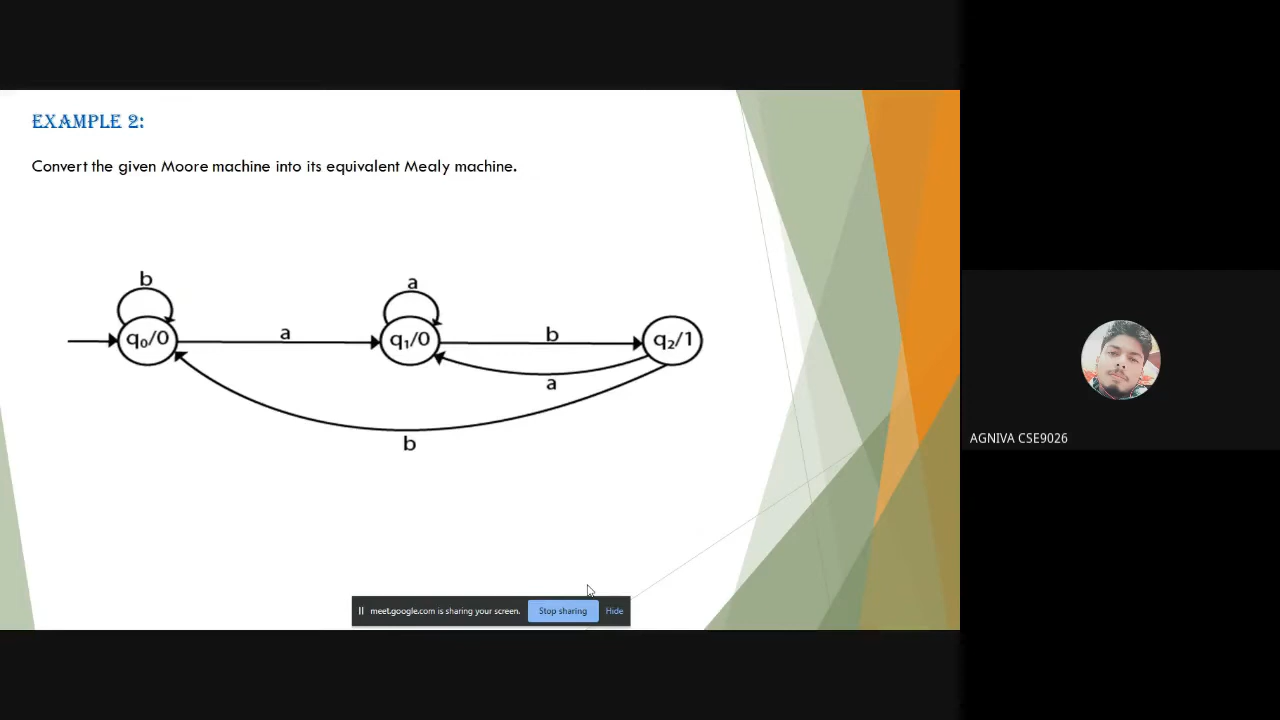 EXAMPLE 2:
Convert the given Moore machine into its equivalent Mealy machine.
b
a
q₀/0
a
q₁/0
b
q₂/1
a
b
AGNIVA CSE9026
meet.google.com is sharing your screen.
Stop sharing
Hide